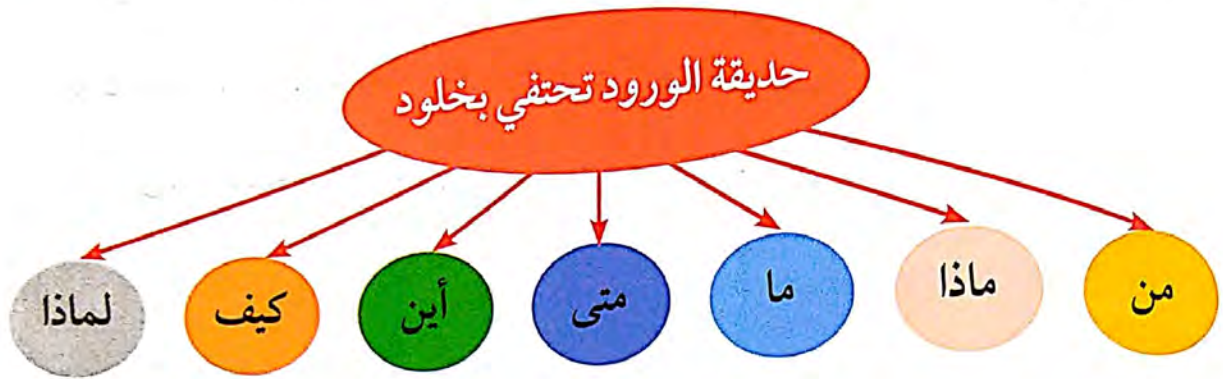 حديقة الورود تحتفي بخلود
من
ماذا
ما
متى
أين
كيف
لماذا